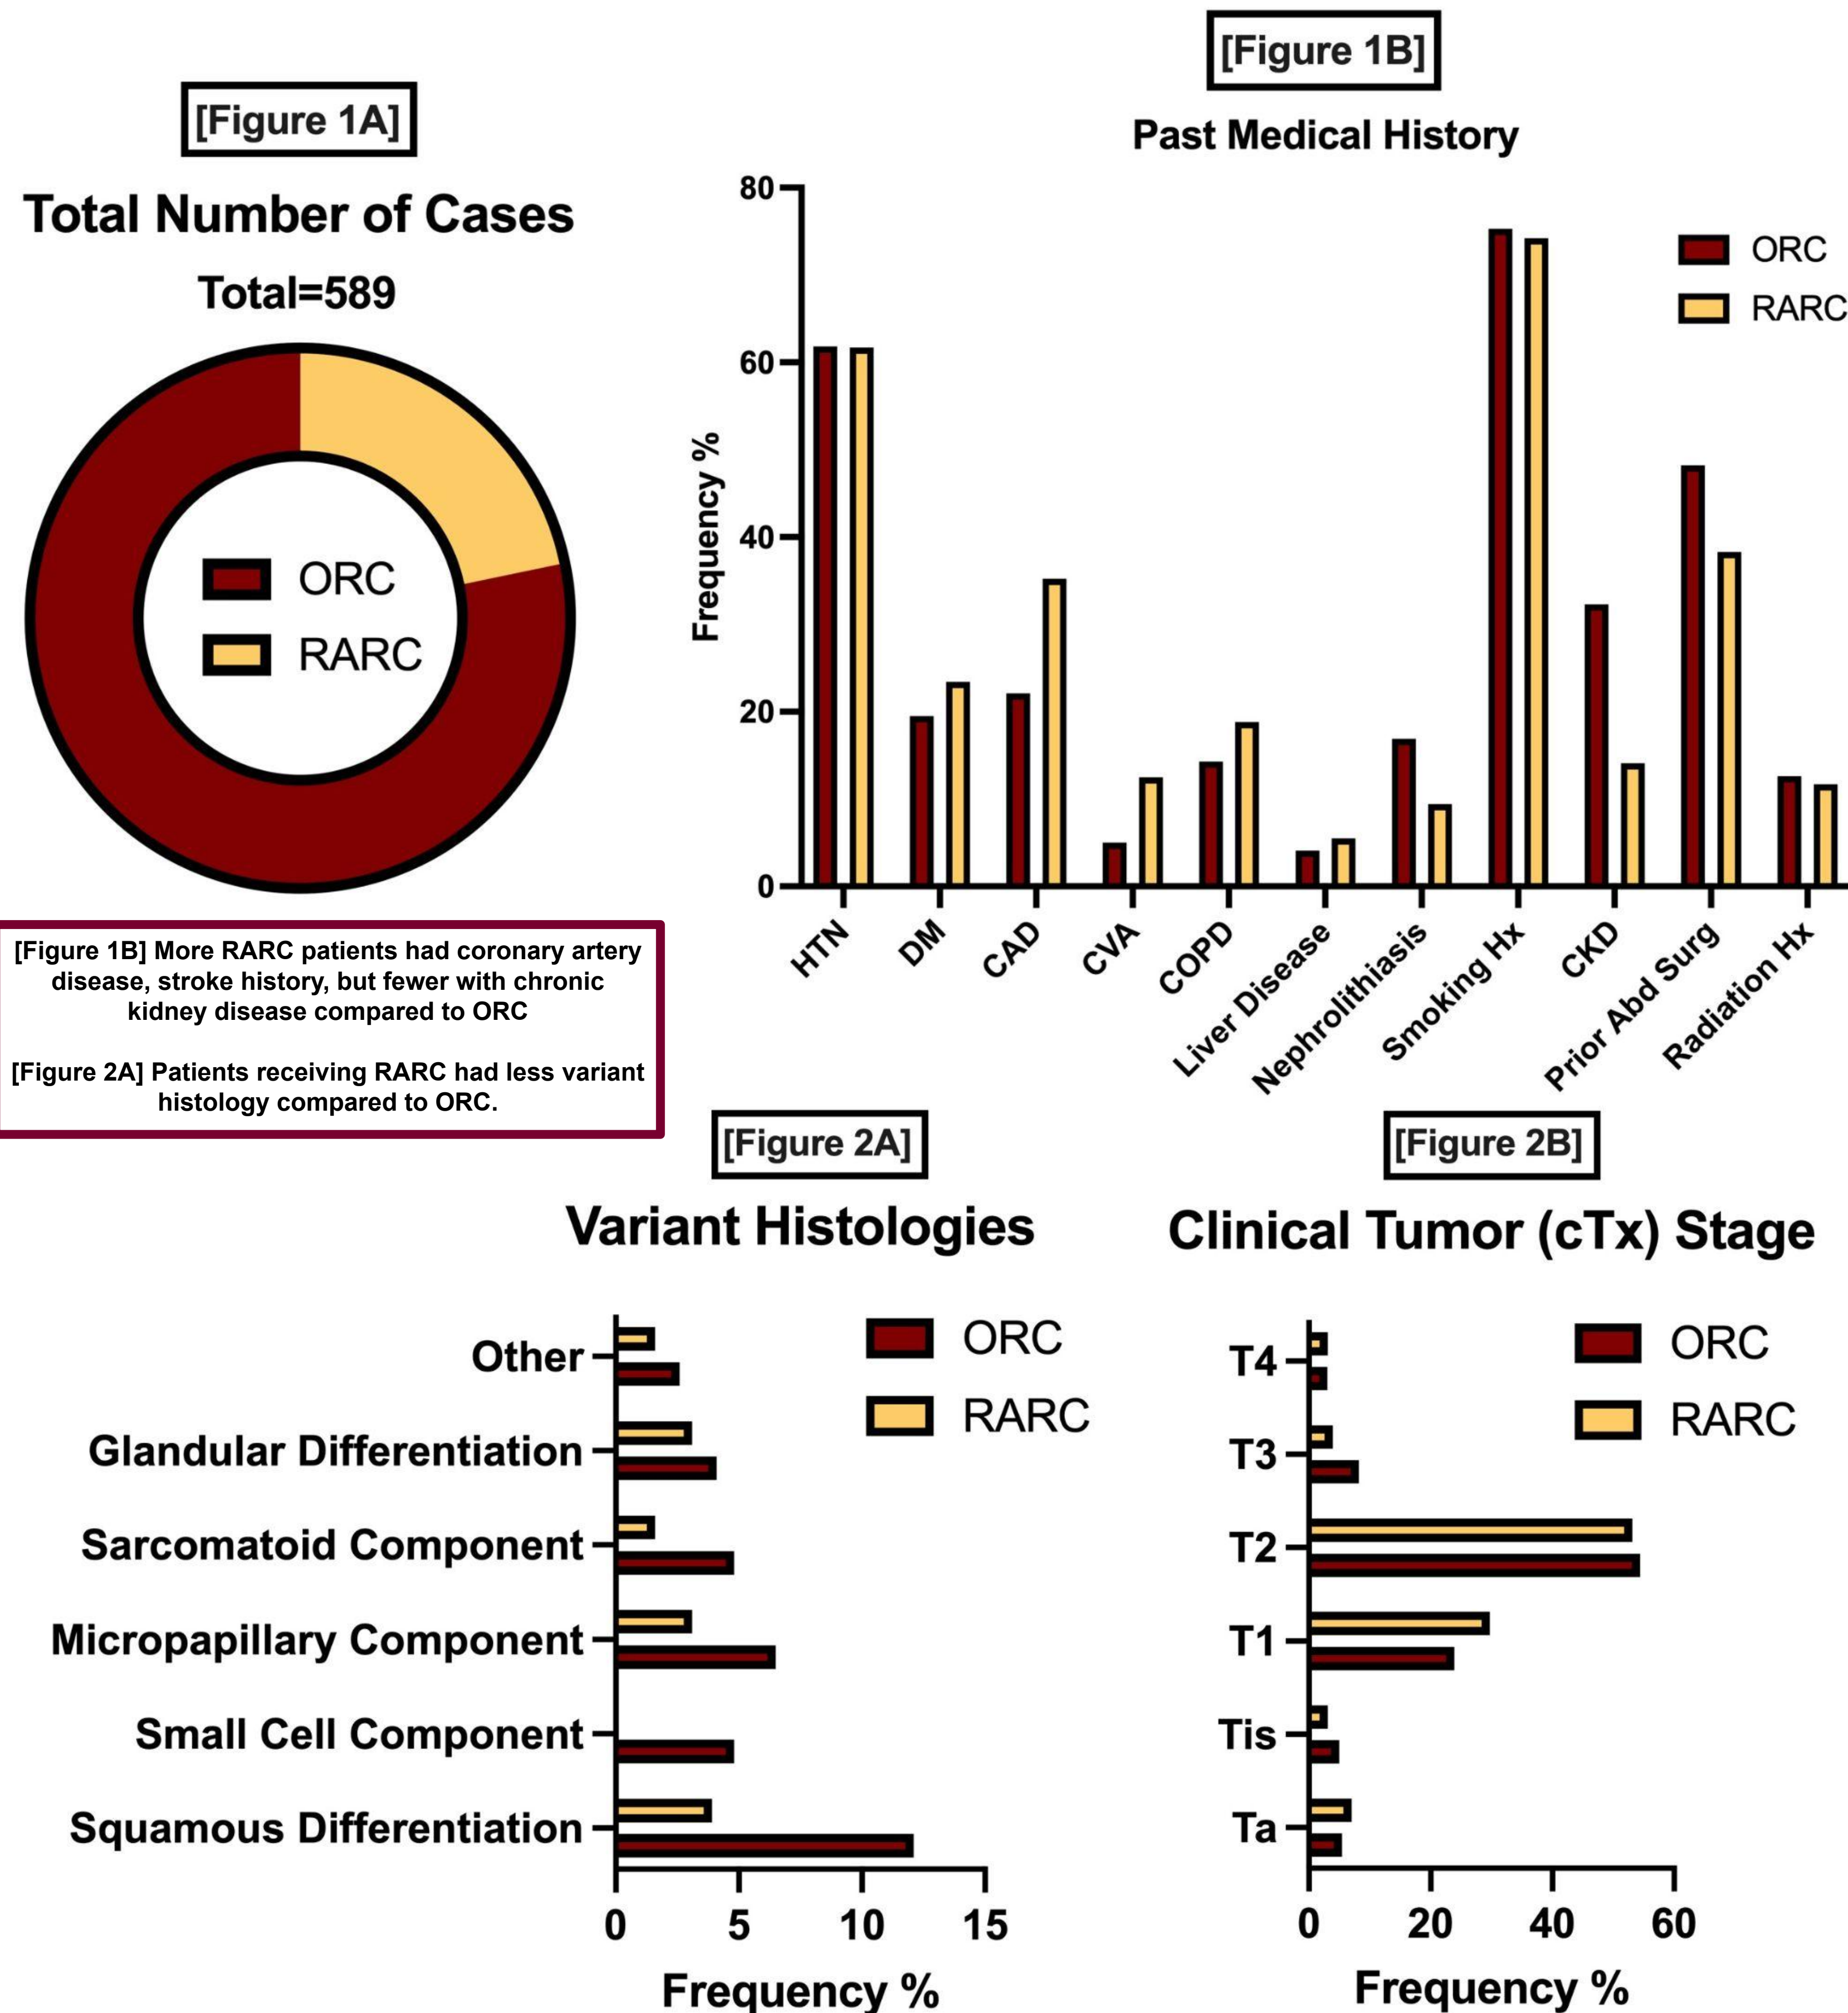 [Figure 1A]
Total Number of Cases
Total=589
ORC
RARC
[Figure 1B]
Past Medical History
Frequency %
80
60
40
20
0
HTN
DM
CAD
CVA
COPD
Liver Disease
Nephrolithiasis
Smoking Hx
CKD
Prior Abd Surg
Radiation Hx
ORC
RARC
[Figure 1B] More RARC patients had coronary artery
disease, stroke history, but fewer with chronic
kidney disease compared to ORC
[Figure 2A] Patients receiving RARC had less variant
histology compared to ORC.
[Figure 2A]
Variant Histologies
ORC
RARC
Other
Glandular Differentiation
Sarcomatoid Component
Micropapillary Component
Small Cell Component
Squamous Differentiation
0 5 10 15
Frequency %
[Figure 2B]
Clinical Tumor (cTx) Stage
ORC
RARC
T4
T3
T2
T1
Tis
Ta
0 20 40 60
Frequency %